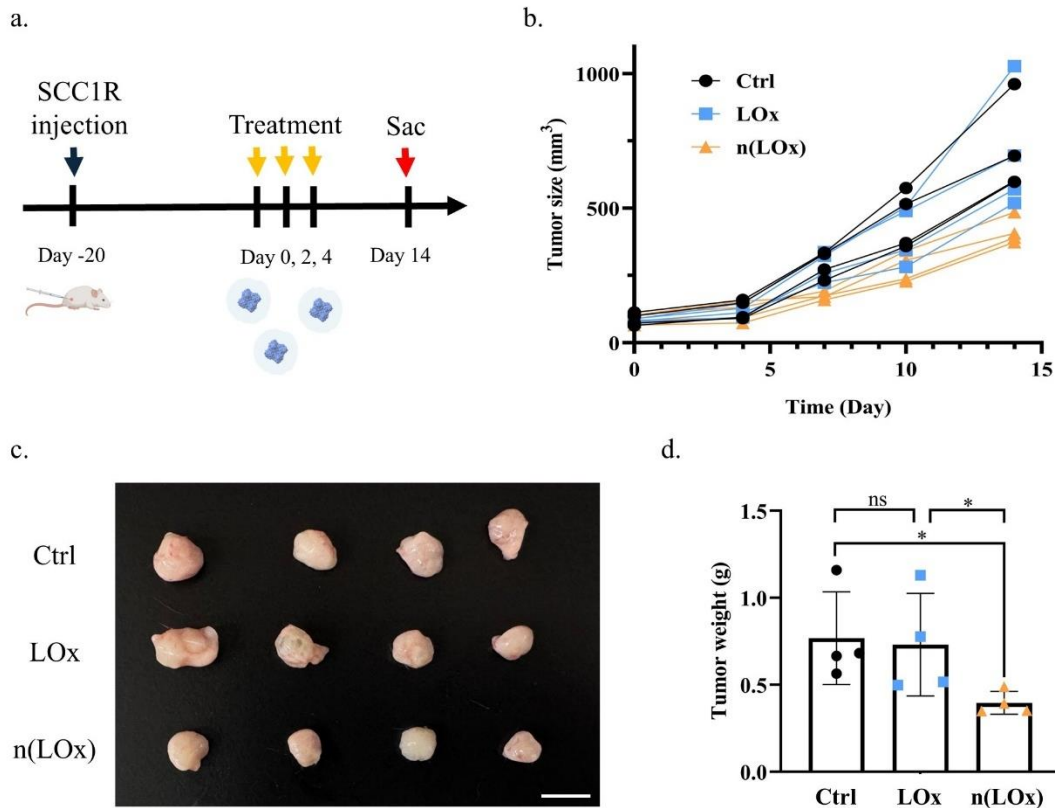 a.
SCC1R
injection
Treatment
Sac
Day -20
Day 0, 2, 4
Day 14
b.
Tumor size (mm³)
1000
500
0
Ctrl
LOx
n(LOx)
0
5
10
15
Time (Day)
c.
Ctrl
LOx
n(LOx)
d.
Tumor weight (g)
1.5
1.0
0.5
0.0
ns
*
*
Ctrl
LOx
n(LOx)